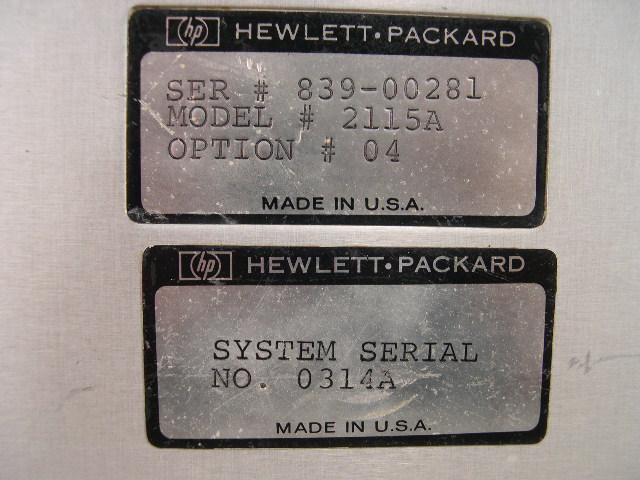 hp HEWLETT•PACKARD
SER # 839-00281
MODEL # 2115A
OPTION # 04
MADE IN U.S.A.
hp HEWLETT•PACKARD
SYSTEM SERIAL
NO. 0314A
MADE IN U.S.A.